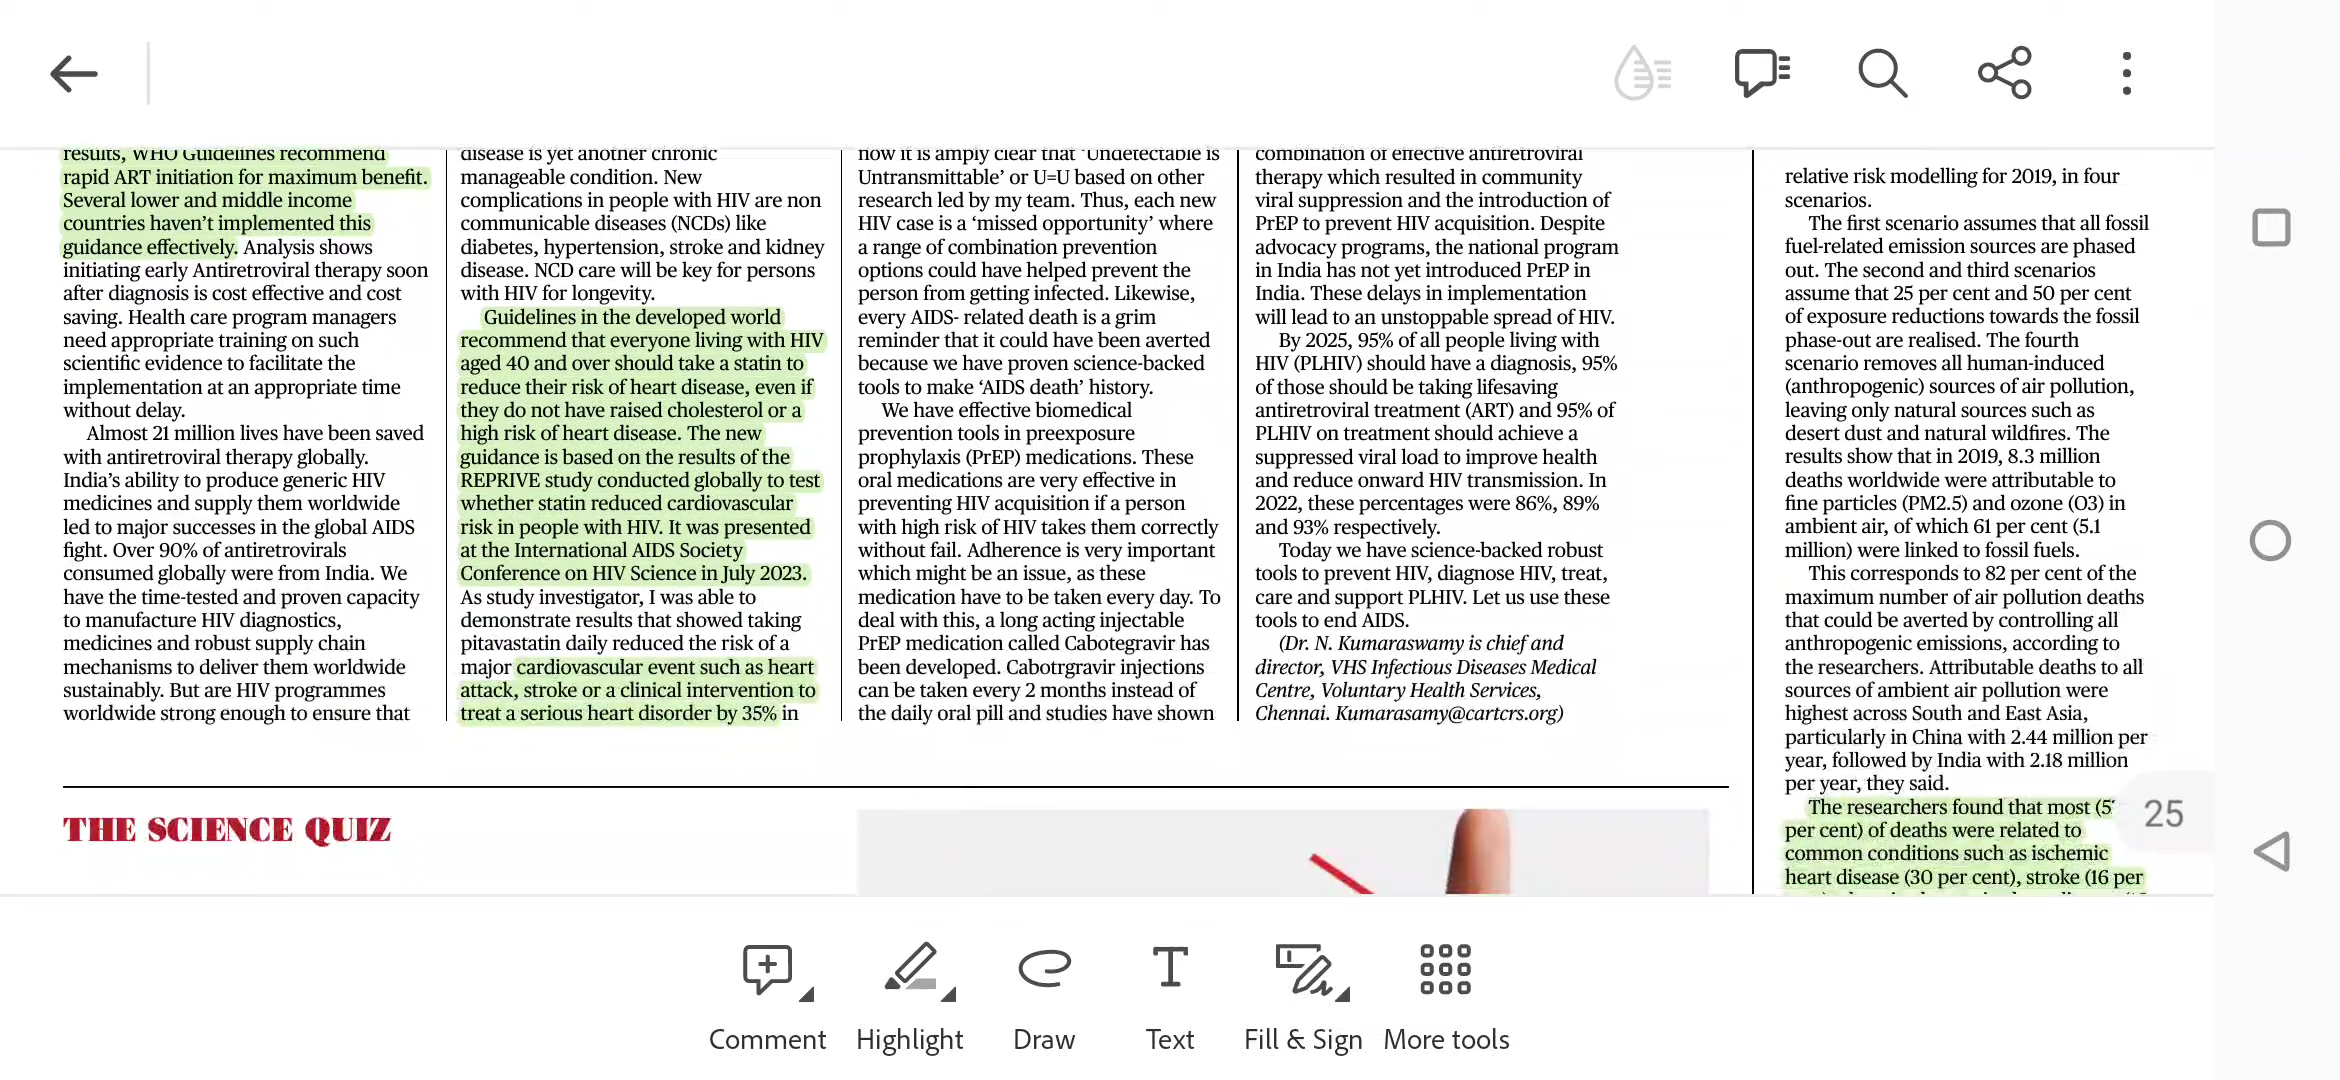 results, WHO Guidelines recommend
rapid ART initiation for maximum benefit.
Several lower and middle income
countries haven't implemented this
guidance effectively. Analysis shows
initiating early Antiretroviral therapy soon
after diagnosis is cost effective and cost
saving. Health care program managers
need appropriate training on such
scientific evidence to facilitate the
implementation at an appropriate time
without delay.
Almost 21 million lives have been saved
with antiretroviral therapy globally.
India's ability to produce generic HIV
medicines and supply them worldwide
led to major successes in the global AIDS
fight. Over 90% of antiretrovirals
consumed globally were from India. We
have the time-tested and proven capacity
to manufacture HIV diagnostics,
medicines and robust supply chain
mechanisms to deliver them worldwide
sustainably. But are HIV programmes
worldwide strong enough to ensure that
disease is yet another chronic
manageable condition. New
complications in people with HIV are non
communicable diseases (NCDs) like
diabetes, hypertension, stroke and kidney
disease. NCD care will be key for persons
with HIV for longevity.
Guidelines in the developed world
recommend that everyone living with HIV
aged 40 and over should take a statin to
reduce their risk of heart disease, even if
they do not have raised cholesterol or a
high risk of heart disease. The new
guidance is based on the results of the
REPRIVE study conducted globally to test
whether statin reduced cardiovascular
risk in people with HIV. It was presented
at the International AIDS Society
Conference on HIV Science in July 2023.
As study investigator, I was able to
demonstrate results that showed taking
pitavastatin daily reduced the risk of a
major cardiovascular event such as heart
attack, stroke or a clinical intervention to
treat a serious heart disorder by 35% in
now it is amply clear that 'Undetectable is
Untransmittable' or U=U based on other
research led by my team. Thus, each new
HIV case is a 'missed opportunity' where
a range of combination prevention
options could have helped prevent the
person from getting infected. Likewise,
every AIDS- related death is a grim
reminder that it could have been averted
because we have proven science-backed
tools to make 'AIDS death' history.
We have effective biomedical
prevention tools in preexposure
prophylaxis (PrEP) medications. These
oral medications are very effective in
preventing HIV acquisition if a person
with high risk of HIV takes them correctly
without fail. Adherence is very important
which might be an issue, as these
medication have to be taken every day. To
deal with this, a long acting injectable
PrEP medication called Cabotegravir has
been developed. Cabotrgravir injections
can be taken every 2 months instead of
the daily oral pill and studies have shown
combination of effective antiretroviral
therapy which resulted in community
viral suppression and the introduction of
PrEP to prevent HIV acquisition. Despite
advocacy programs, the national program
in India has not yet introduced PrEP in
India. These delays in implementation
will lead to an unstoppable spread of HIV.
By 2025, 95% of all people living with
HIV (PLHIV) should have a diagnosis, 95%
of those should be taking lifesaving
antiretroviral treatment (ART) and 95% of
PLHIV on treatment should achieve a
suppressed viral load to improve health
and reduce onward HIV transmission. In
2022, these percentages were 86%, 89%
and 93% respectively.
Today we have science-backed robust
tools to prevent HIV, diagnose HIV, treat,
care and support PLHIV. Let us use these
tools to end AIDS.
(Dr. N. Kumaraswamy is chief and
director, VHS Infectious Diseases Medical
Centre, Voluntary Health Services,
Chennai. Kumarasamy@cartcrs.org)
relative risk modelling for 2019, in four
scenarios.
The first scenario assumes that all fossil
fuel-related emission sources are phased
out. The second and third scenarios
assume that 25 per cent and 50 per cent
of exposure reductions towards the fossil
phase-out are realised. The fourth
scenario removes all human-induced
(anthropogenic) sources of air pollution,
leaving only natural sources such as
desert dust and natural wildfires. The
results show that in 2019, 8.3 million
deaths worldwide were attributable to
fine particles (PM2.5) and ozone (O3) in
ambient air, of which 61 per cent (5.1
million) were linked to fossil fuels.
This corresponds to 82 per cent of the
maximum number of air pollution deaths
that could be averted by controlling all
anthropogenic emissions, according to
the researchers. Attributable deaths to all
sources of ambient air pollution were
highest across South and East Asia,
particularly in China with 2.44 million per
year, followed by India with 2.18 million
per year, they said.
The researchers found that most
per cent) of deaths were related to
common conditions such as ischemic
heart disease (30 per cent), stroke (16 per
25
THE SCIENCE QUIZ
Comment
Highlight
Draw
Text
Fill & Sign
More tools